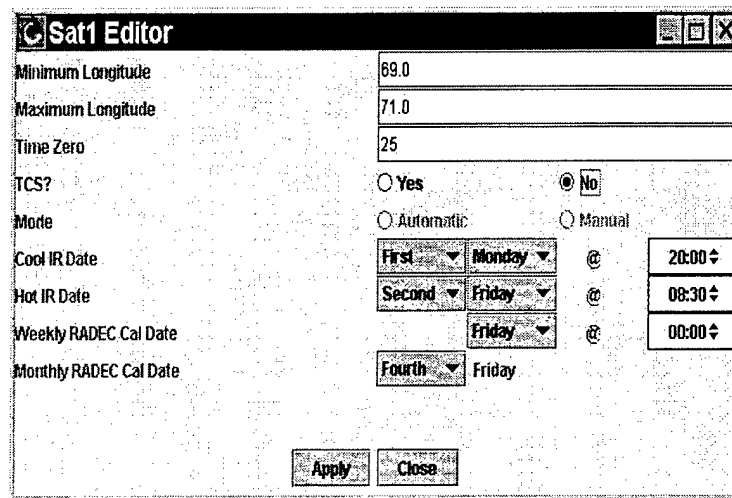 Sat1 Editor
Minimum Longitude 69.0
Maximum Longitude 71.0
Time Zero 25
TCS? Yes No
Mode Automatic Manual
Cool IR Date First Monday @ 20:00
Hot IR Date Second Friday @ 08:30
Weekly RADEC Cal Date Friday @ 00:00
Monthly RADEC Cal Date Fourth Friday
Apply Close